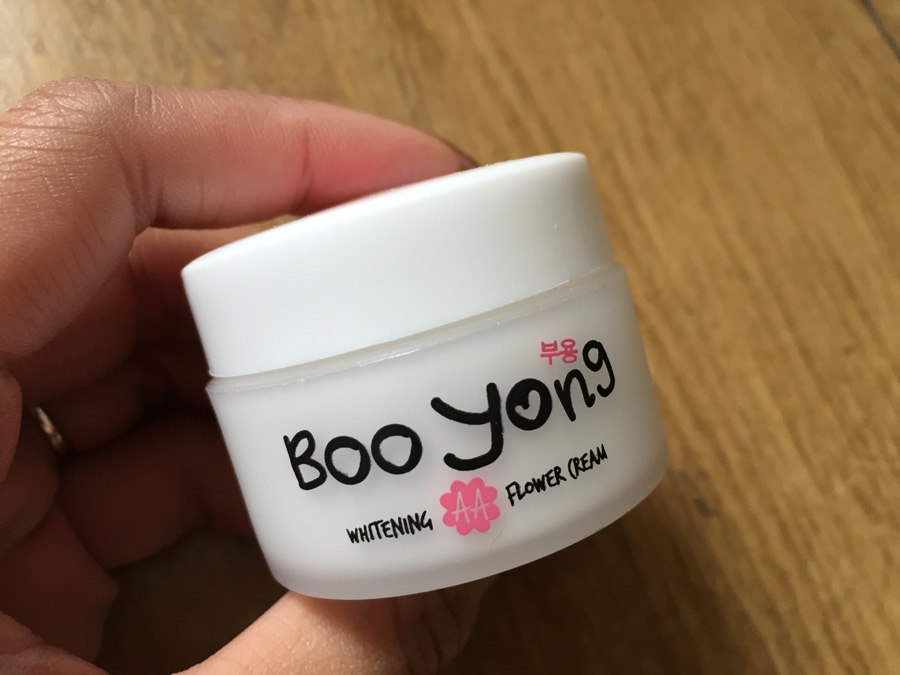 부용
Boo Yong
WHITENING AA FLOWER CREAM